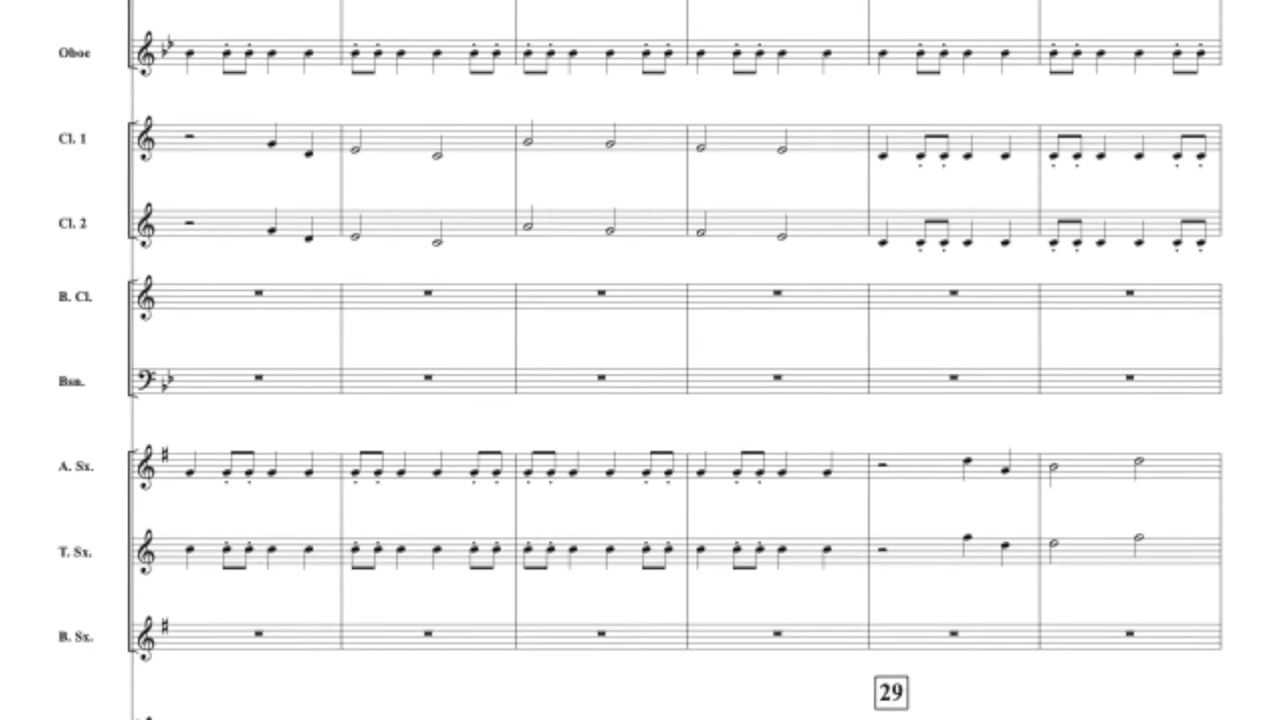 Oboe
Cl. 1
Cl. 2
B. Cl.
Bsn.
A. Sx.
T. Sx.
B. Sx.
29